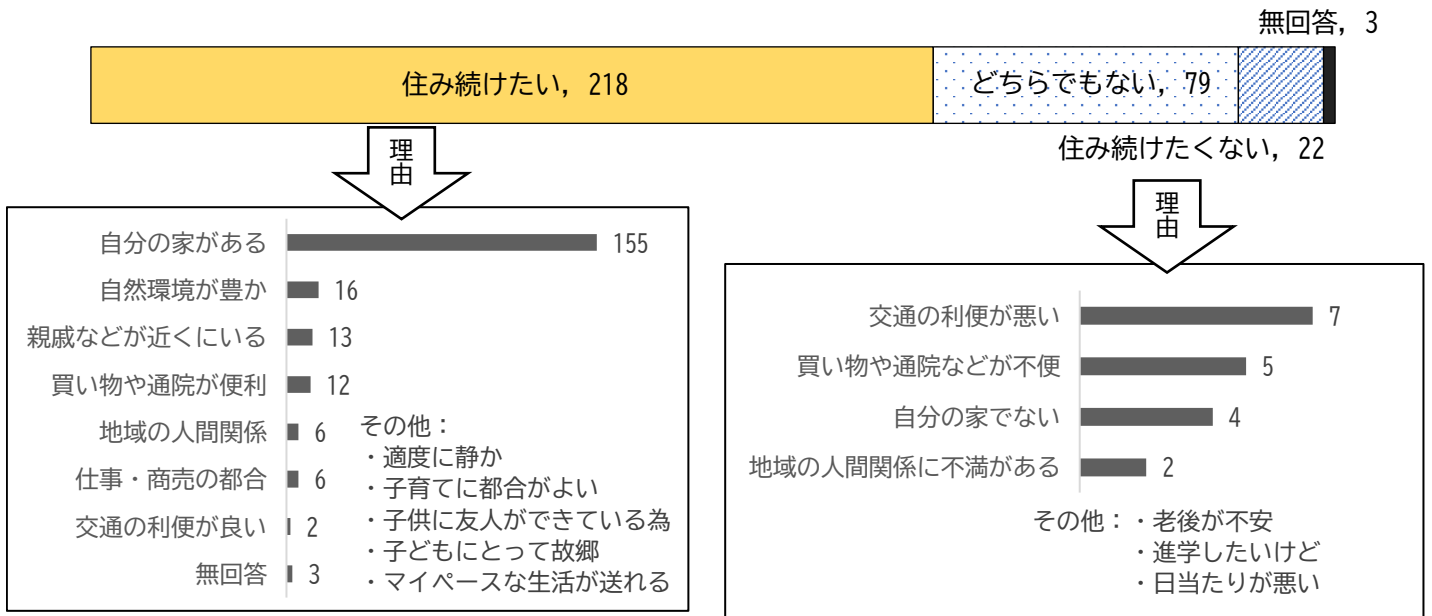 無回答, 3
住み続けたい, 218
どちらでもない, 79
住み続けたくない, 22
理由
自分の家がある 155
自然環境が豊か 16
親戚などが近くにいる 13
買い物や通院が便利 12
地域の人間関係 6
仕事・商売の都合 6
交通の利便が良い 2
無回答 3
その他：
・適度に静か
・子育てに都合がよい
・子供に友人ができている為
・子どもにとって故郷
・マイペースな生活が送れる
理由
交通の利便が悪い 7
買い物や通院などが不便 5
自分の家でない 4
地域の人間関係に不満がある 2
その他：・老後が不安
・進学したいけど
・日当たりが悪い